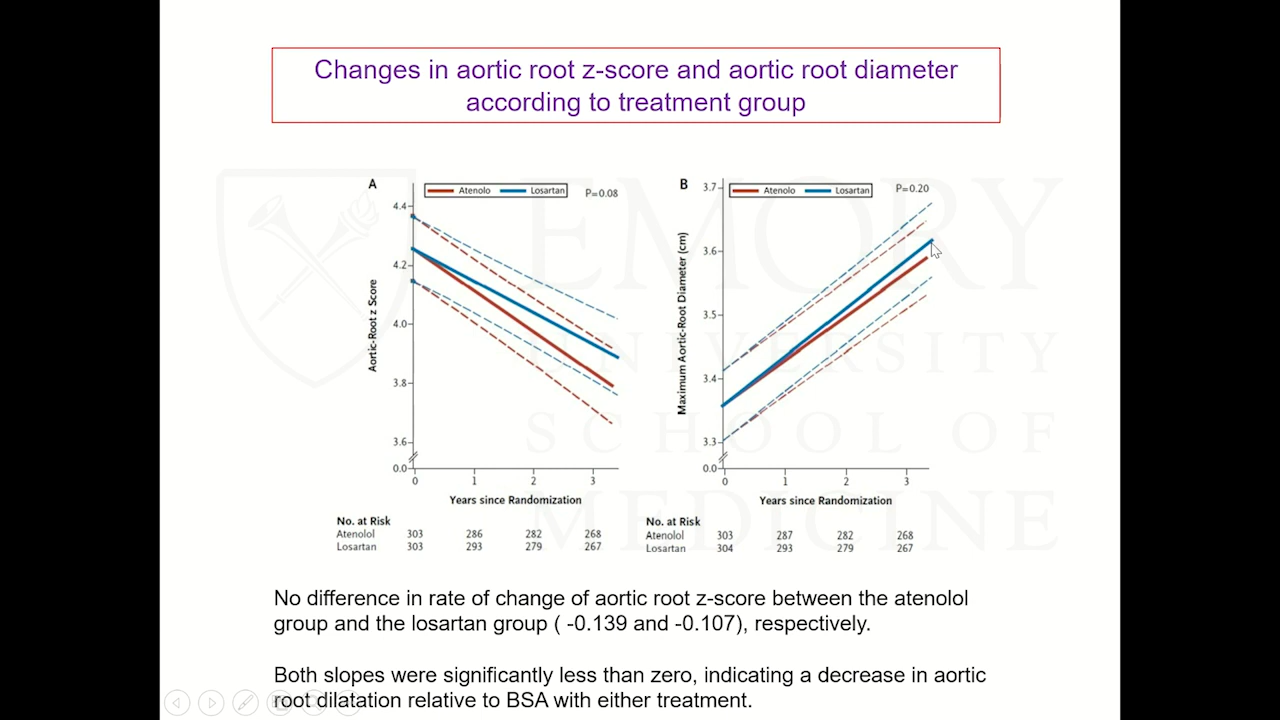 Changes in aortic root z-score and aortic root diameter
according to treatment group
A
Atenolo Losartan
P=0.08
4.4
4.2
4.0
3.8
3.6
0.0
Aortic-Root z Score
0 1 2 3
Years since Randomization
No. at Risk
Atenolol 303 286 282 268
Losartan 303 293 279 267
B
Atenolo Losartan
P=0.20
3.7
3.6
3.5
3.4
3.3
0.0
Maximum Aortic-Root Diameter (cm)
0 1 2 3
Years since Randomization
No. at Risk
Atenolol 303 287 282 268
Losartan 304 293 279 267
EMORY
UNIVERSITY
SCHOOL OF
MEDICINE
No difference in rate of change of aortic root z-score between the atenolol
group and the losartan group ( -0.139 and -0.107), respectively.
Both slopes were significantly less than zero, indicating a decrease in aortic
root dilatation relative to BSA with either treatment.